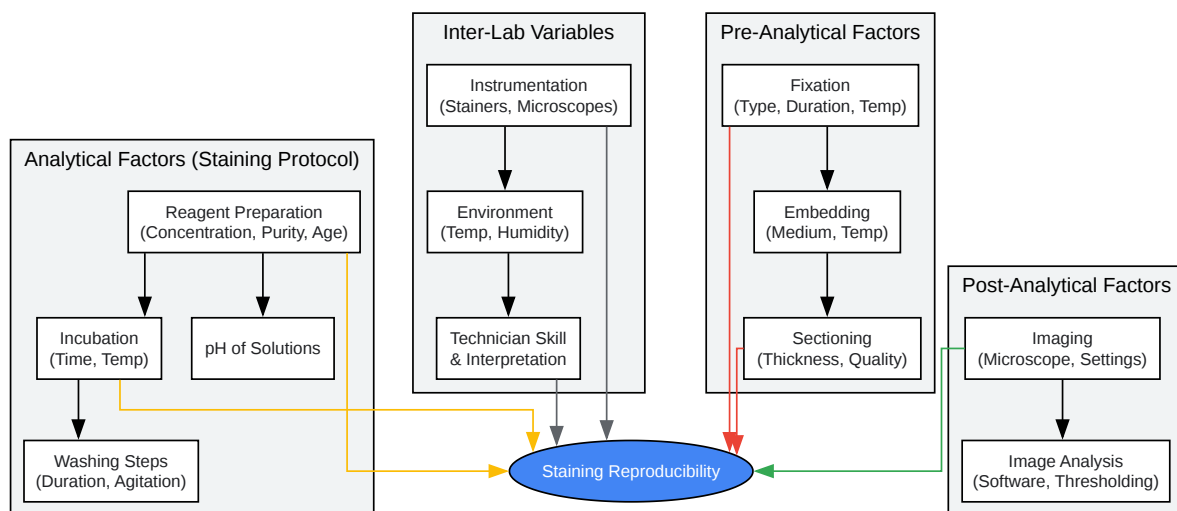 Inter-Lab Variables
Instrumentation
(Stainers, Microscopes)
Environment
(Temp, Humidity)
Technician Skill
& Interpretation
Pre-Analytical Factors
Fixation
(Type, Duration, Temp)
Embedding
(Medium, Temp)
Sectioning
(Thickness, Quality)
Analytical Factors (Staining Protocol)
Reagent Preparation
(Concentration, Purity, Age)
Incubation
(Time, Temp)
pH of Solutions
Washing Steps
(Duration, Agitation)
Post-Analytical Factors
Imaging
(Microscope, Settings)
Image Analysis
(Software, Thresholding)
Staining Reproducibility